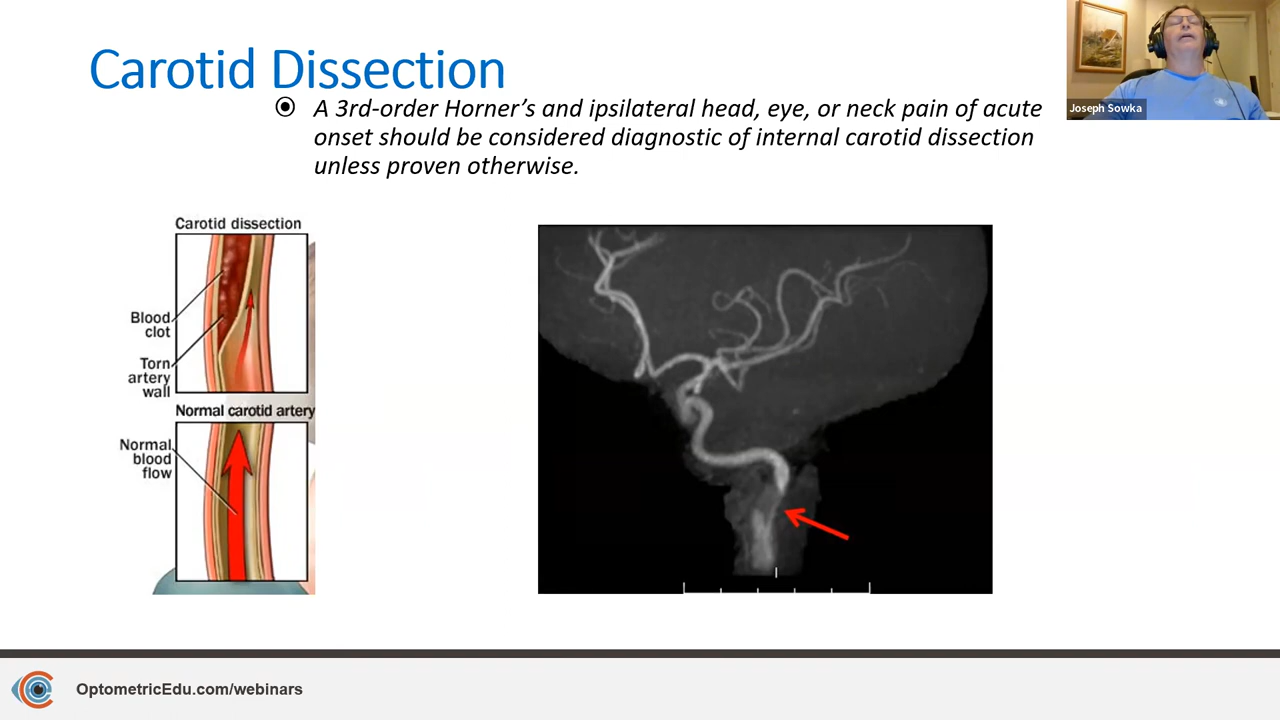 Carotid Dissection
A 3rd-order Horner's and ipsilateral head, eye, or neck pain of acute
onset should be considered diagnostic of internal carotid dissection
unless proven otherwise.
Joseph Sowka
Carotid dissection
Blood
clot
Torn
artery
wall
Normal carotid artery
Normal
blood
flow
OptometricEdu.com/webinars